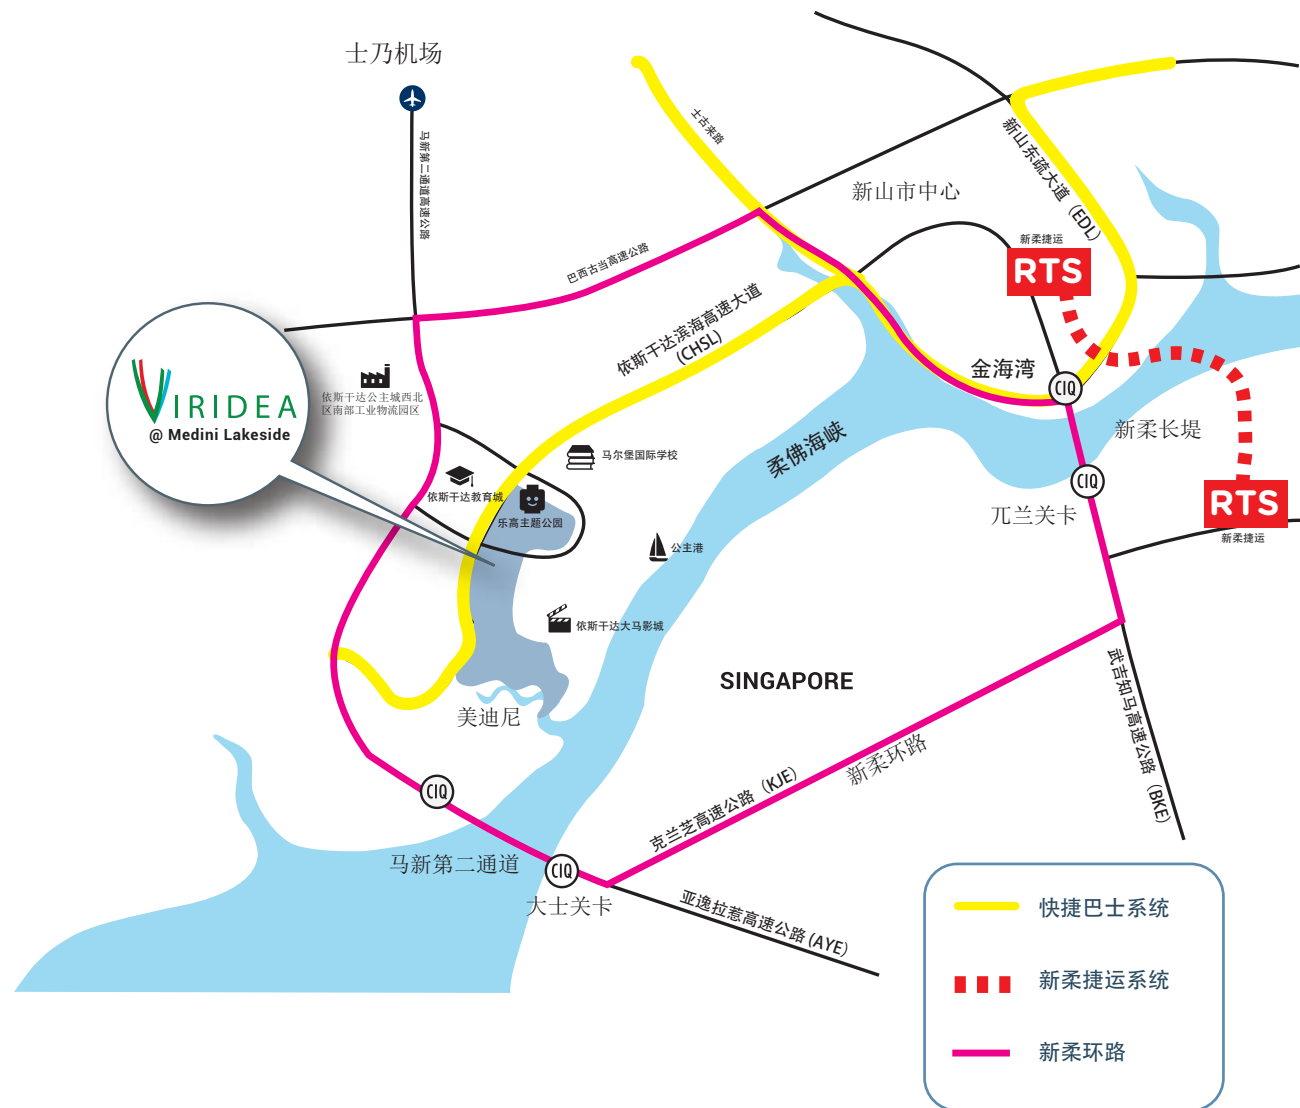 士乃机场
马新第二通道高速公路
士古来路
新山东疏大道 (EDL)
新山市中心
新柔捷运
RTS
巴西古当高速公路
依斯干达滨海高速大道
(CHSL)
VIRIDEA
@ Medini Lakeside
依斯干达公主城西北
区南部工业物流园区
金海湾
CIQ
新柔长堤
柔佛海峡
马尔堡国际学校
依斯干达教育城
乐高主题公园
CIQ
兀兰关卡
RTS
新柔捷运
公主港
依斯干达大马影城
SINGAPORE
武吉知马高速公路 (BKE)
美迪尼
新柔环路
克兰芝高速公路 (KJE)
CIQ
马新第二通道
CIQ
大士关卡
亚逸拉惹高速公路 (AYE)
快捷巴士系统
新柔捷运系统
新柔环路